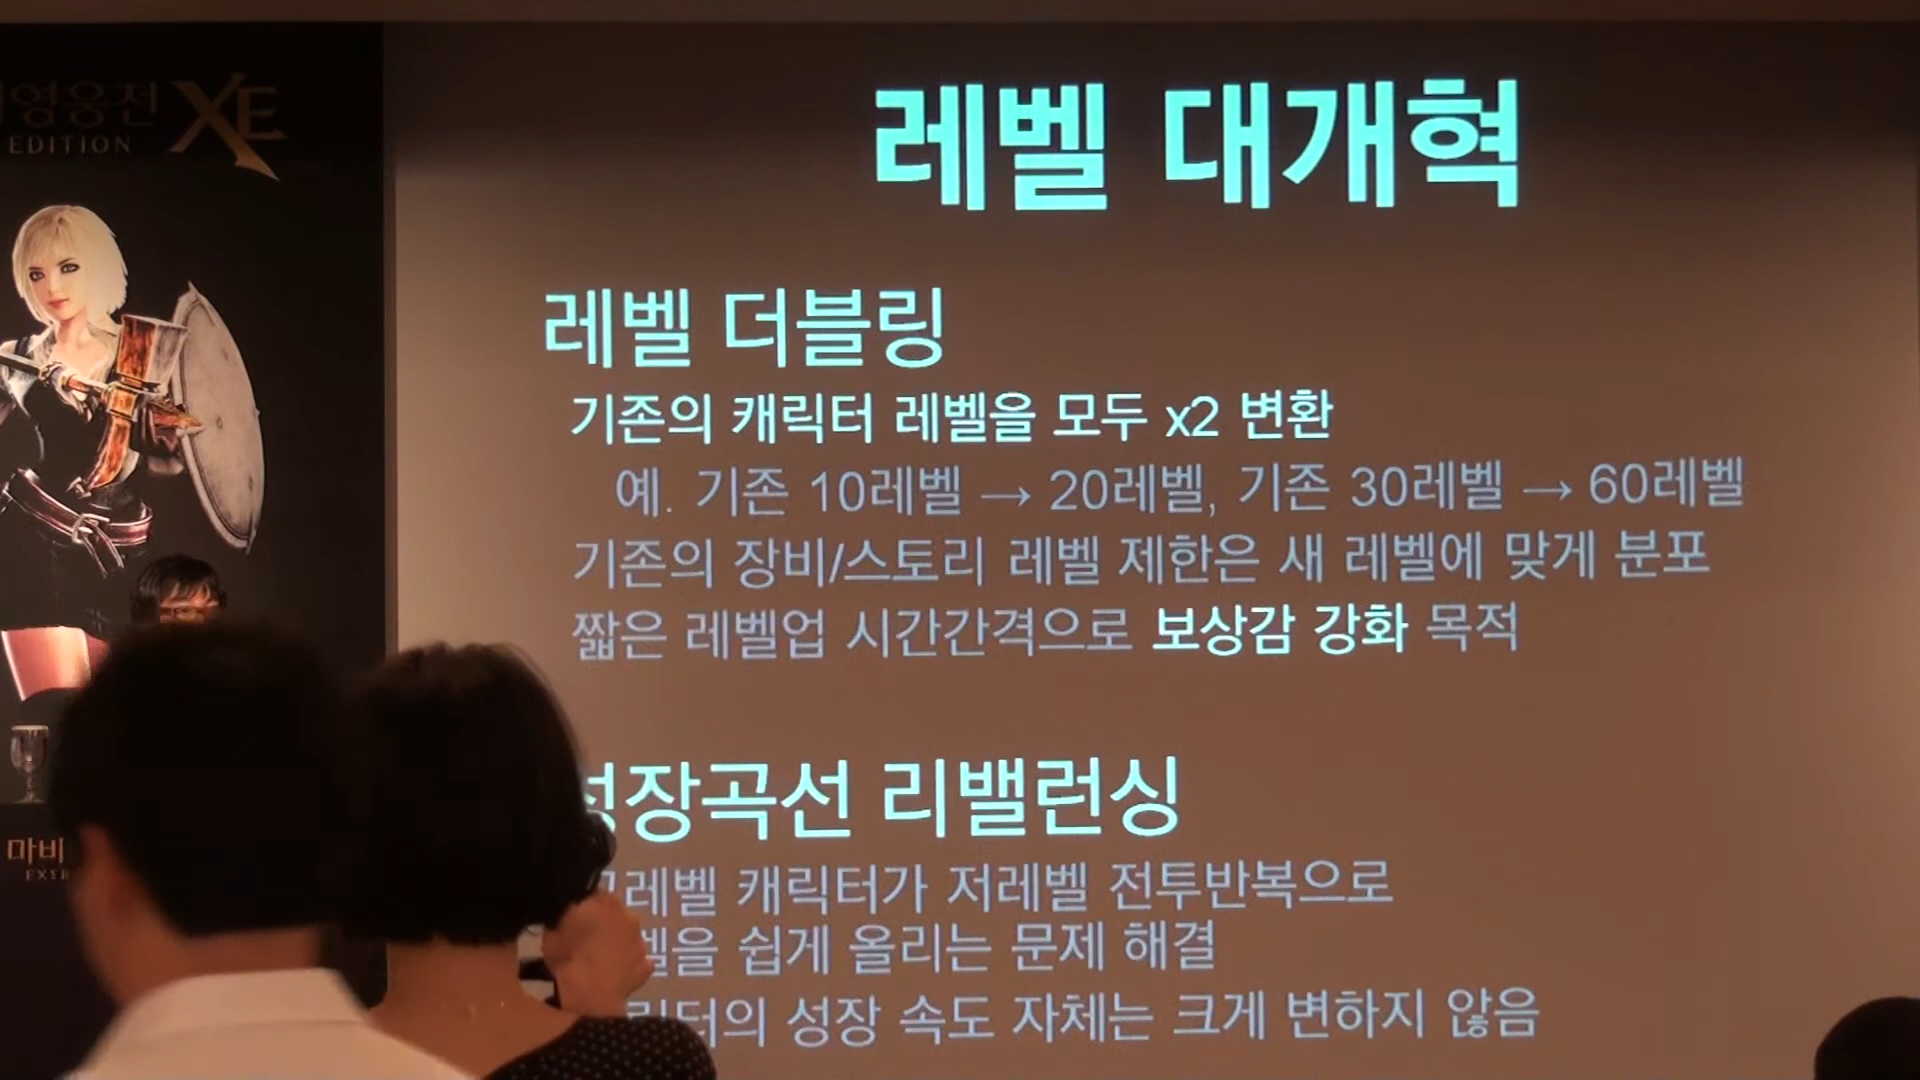 영웅전 XE
EDITION
레벨 대개혁
레벨 더블링
기존의 캐릭터 레벨을 모두 x2 변환
예. 기존 10레벨 → 20레벨, 기존 30레벨 → 60레벨
기존의 장비/스토리 레벨 제한은 새 레벨에 맞게 분포
짧은 레벨업 시간간격으로 보상감 강화 목적
성장곡선 리밸런싱
레벨 캐릭터가 저레벨 전투반복으로
쉽게 올리는 문제 해결
성장 속도 자체는 크게 변하지 않음
마비